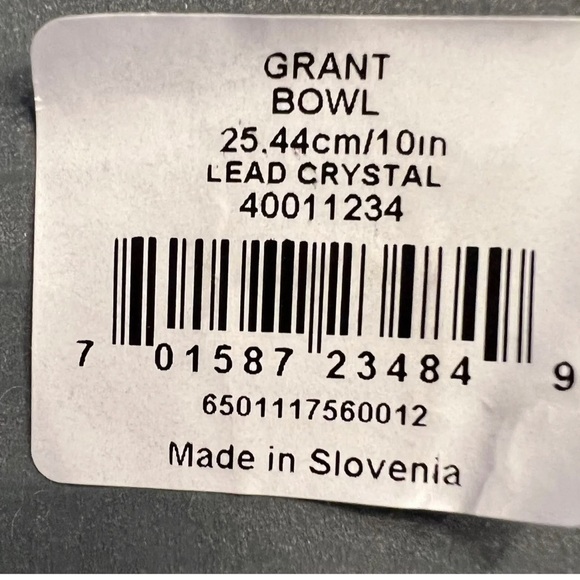 GRANT
BOWL
25.44cm/10in
LEAD CRYSTAL
40011234
7 01587 23484 9
6501117560012
Made in Slovenia